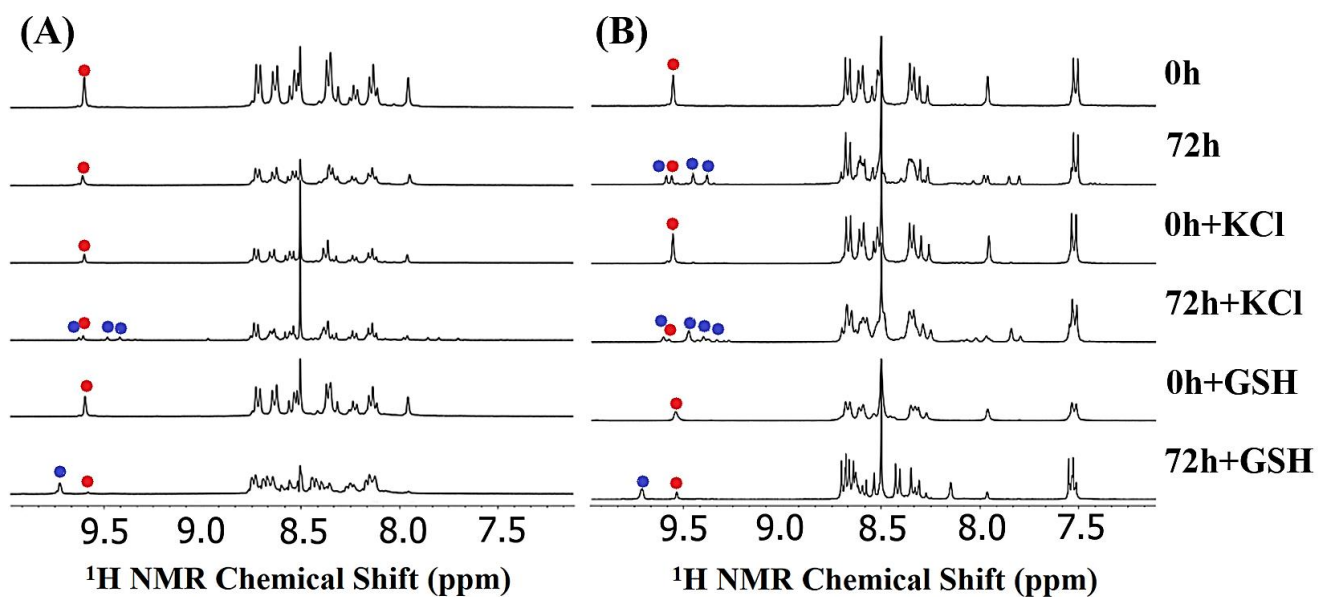 (A)
(B)
0h
72h
0h+KCl
72h+KCl
0h+GSH
72h+GSH
9.5 9.0 8.5 8.0 7.5
9.5 9.0 8.5 8.0 7.5
¹H NMR Chemical Shift (ppm)
¹H NMR Chemical Shift (ppm)